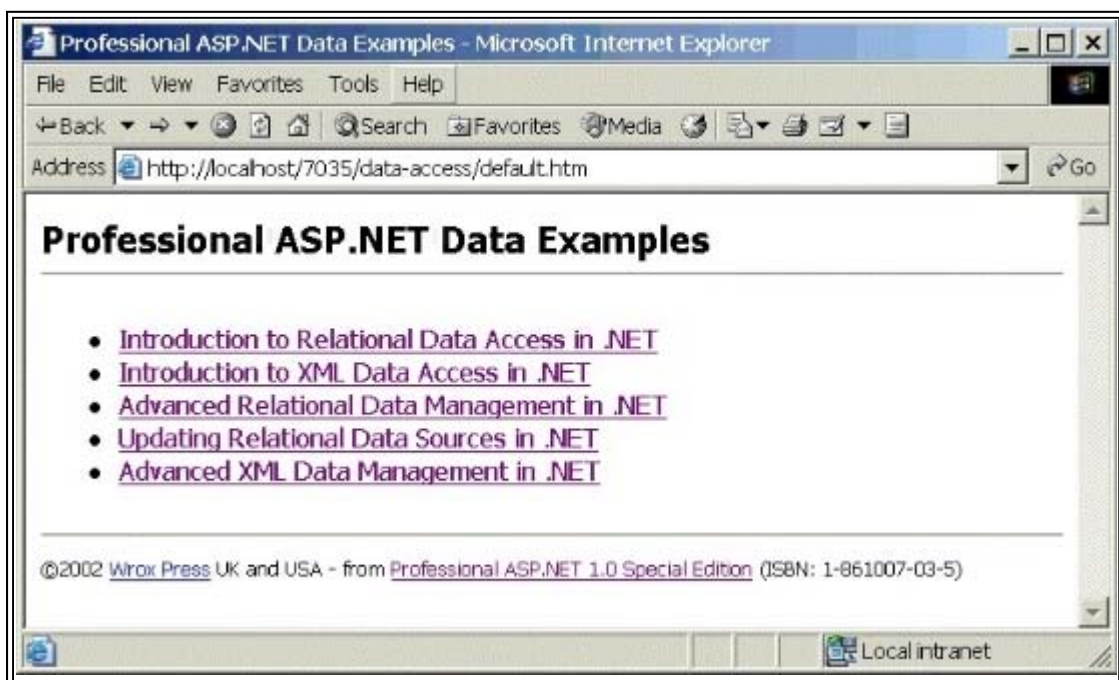 Professional ASP.NET Data Examples - Microsoft Internet Explorer
File Edit View Favorites Tools Help
Back Search Favorites Media
Address http://localhost/7035/data-access/default.htm Go
Professional ASP.NET Data Examples
• Introduction to Relational Data Access in .NET
• Introduction to XML Data Access in .NET
• Advanced Relational Data Management in .NET
• Updating Relational Data Sources in .NET
• Advanced XML Data Management in .NET
©2002 Wrox Press UK and USA - from Professional ASP.NET 1.0 Special Edition (ISBN: 1-861007-03-5)
Local intranet